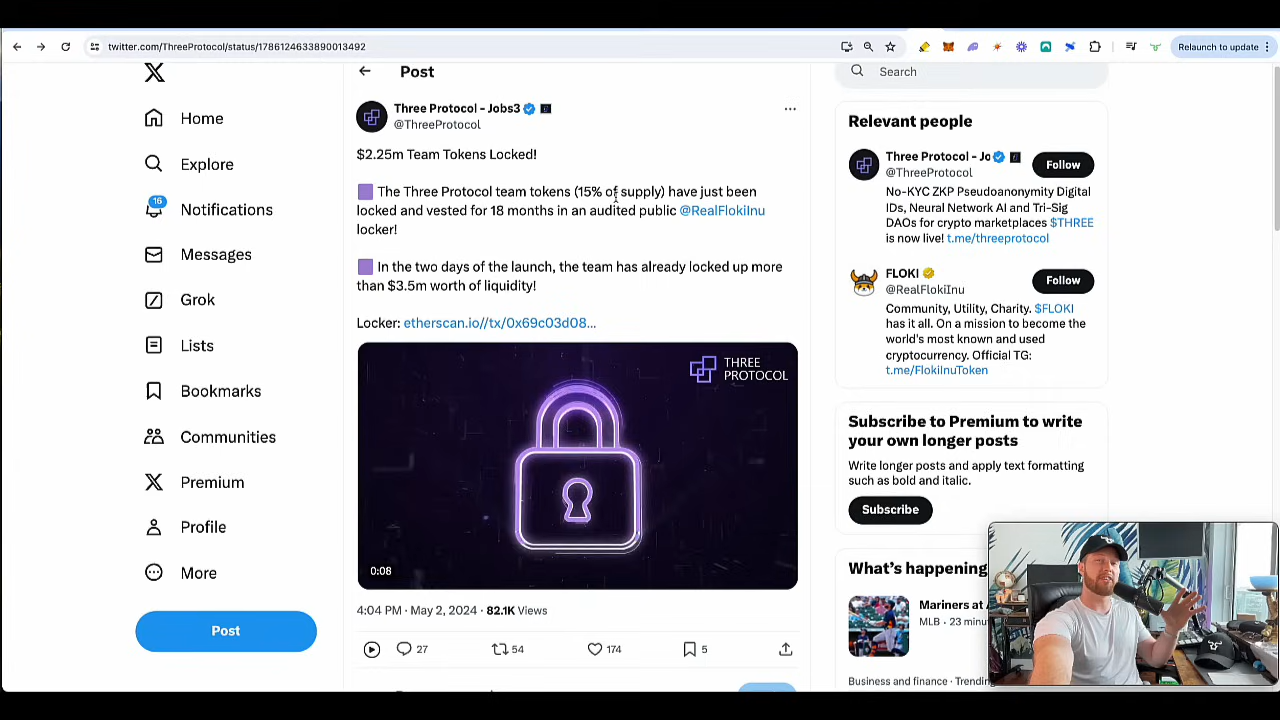 twitter.com/ThreeProtocol/status/1786124633890013492
Relaunch to update
Home
Explore
16
Notifications
Messages
Grok
Lists
Bookmarks
Communities
Premium
Profile
More
Post
Post
Three Protocol - Jobs3
@ThreeProtocol
$2.25m Team Tokens Locked!
The Three Protocol team tokens (15% of supply) have just been
locked and vested for 18 months in an audited public @RealFlokiInu
locker!
In the two days of the launch, the team has already locked up more
than $3.5m worth of liquidity!
Locker: etherscan.io//tx/0x69c03d08...
THREE
PROTOCOL
0:08
4:04 PM · May 2, 2024 · 82.1K Views
27
54
174
5
Search
Relevant people
Three Protocol - Jo
@ThreeProtocol
Follow
No-KYC ZKP Pseudoanonymity Digital
IDs, Neural Network AI and Tri-Sig
DAOs for crypto marketplaces $THREE
is now live! t.me/threeprotocol
FLOKI
@RealFlokiInu
Follow
Community, Utility, Charity. $FLOKI
has it all. On a mission to become the
world's most known and used
cryptocurrency. Official TG:
t.me/FlokiInuToken
Subscribe to Premium to write
your own longer posts
Write longer posts and apply text formatting
such as bold and italic.
Subscribe
What's happening
Mariners at
MLB · 23 minu
Business and finance · Trending